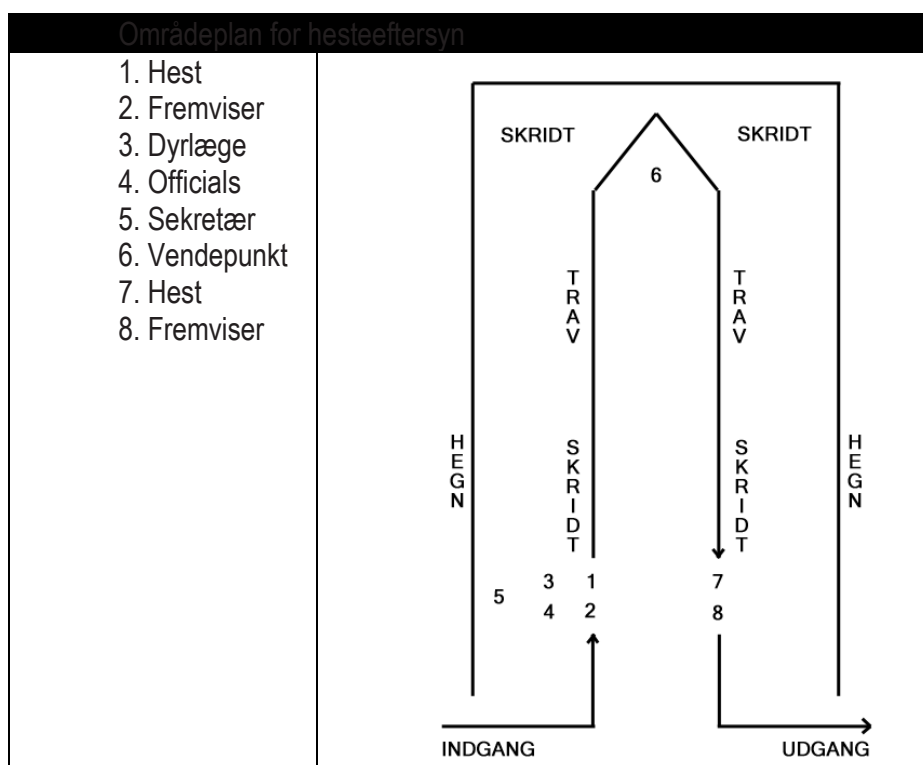 Områdeplan for hesteeftersyn
1. Hest
2. Fremviser
3. Dyrlæge
4. Officials
5. Sekretær
6. Vendepunkt
7. Hest
8. Fremviser
SKRIDT
SKRIDT
6
TRAV
TRAV
HEGN
SKRIDT
SKRIDT
HEGN
5
3
1
7
4
2
8
INDGANG
UDGANG